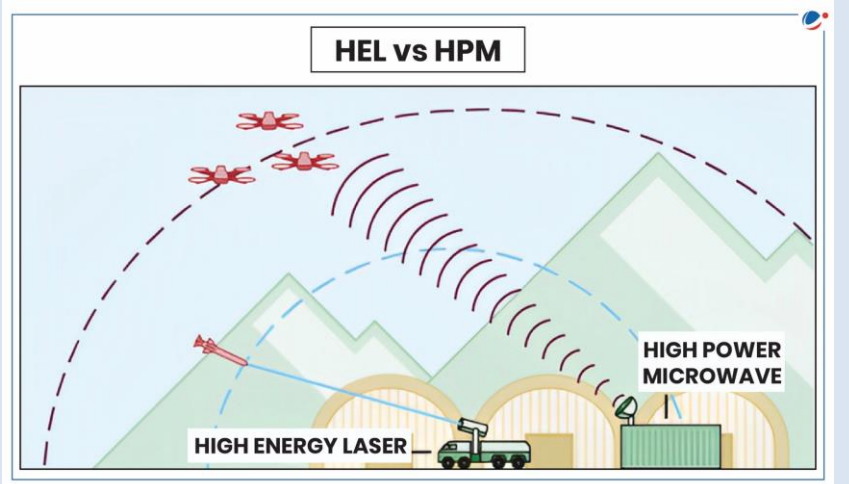 HEL vs HPM
HIGH POWER
MICROWAVE
HIGH ENERGY LASER